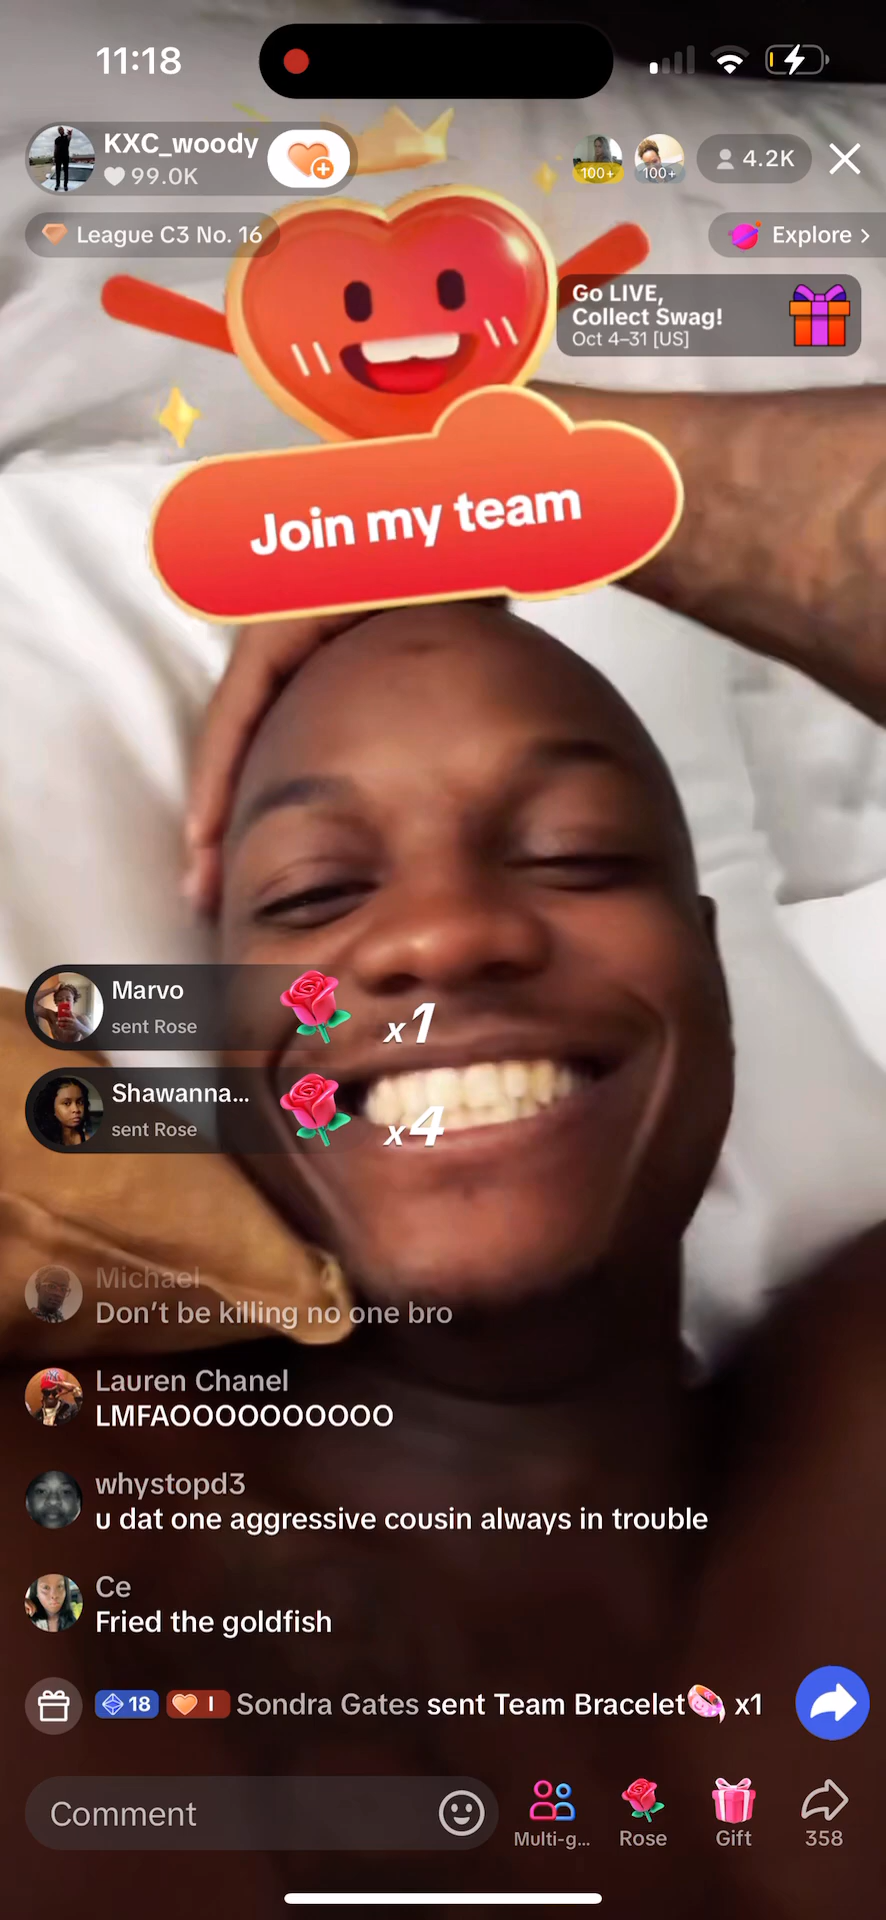 11:18
KXC_woody
99.0K
100+
100+
4.2K
League C3 No. 16
Explore >
Go LIVE,
Collect Swag!
Oct 4–31 [US]
Join my team
Marvo
sent Rose
x1
Shawanna...
sent Rose
x4
Michael
Don't be killing no one bro
Lauren Chanel
LMFAOOOOOOOOOO
whystopd3
u dat one aggressive cousin always in trouble
Ce
Fried the goldfish
18 I Sondra Gates sent Team Bracelet x1
Comment
Multi-g...
Rose
Gift
358